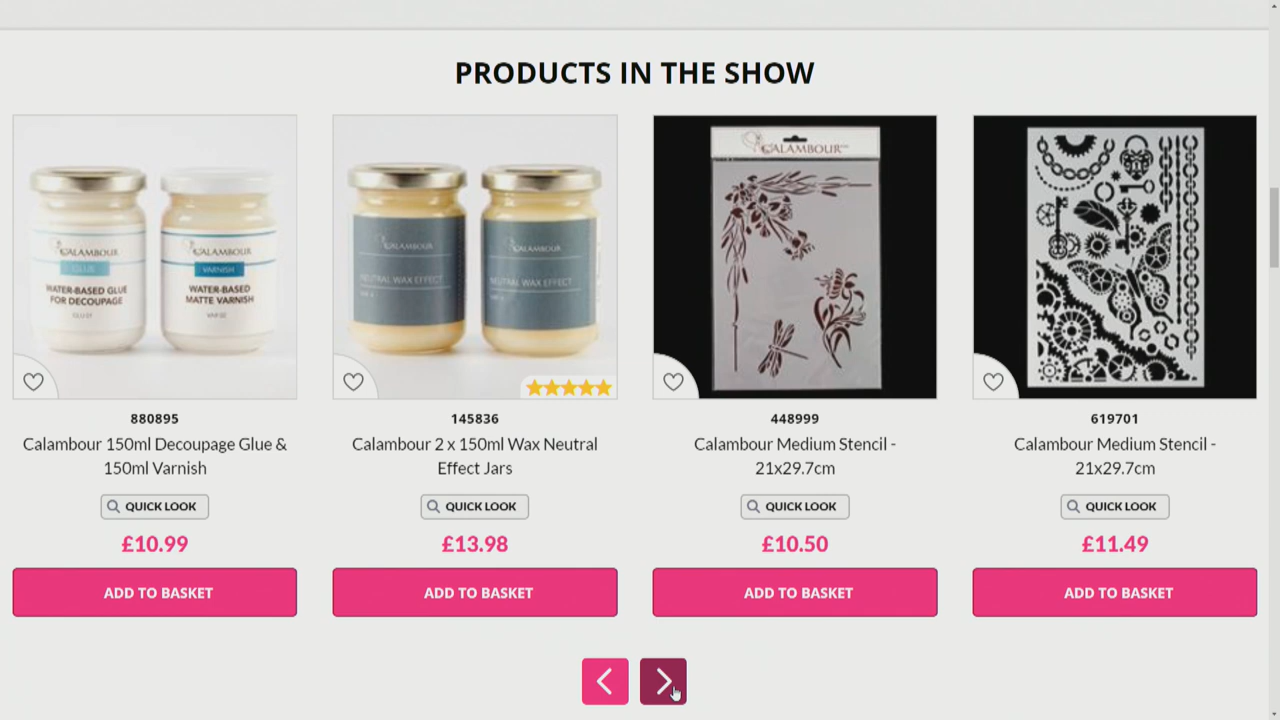 PRODUCTS IN THE SHOW
CALAMBOUR
GLUE
WATER-BASED GLUE
FOR DECOUPAGE
CALAMBOUR
VARNISH
WATER-BASED
MATTE VARNISH
CALAMBOUR
NEUTRAL WAX EFFECT
CALAMBOUR
NEUTRAL WAX EFFECT
CALAMBOUR
880895
Calambour 150ml Decoupage Glue &
150ml Varnish
QUICK LOOK
£10.99
ADD TO BASKET
145836
Calambour 2 x 150ml Wax Neutral
Effect Jars
QUICK LOOK
£13.98
ADD TO BASKET
448999
Calambour Medium Stencil -
21x29.7cm
QUICK LOOK
£10.50
ADD TO BASKET
619701
Calambour Medium Stencil -
21x29.7cm
QUICK LOOK
£11.49
ADD TO BASKET